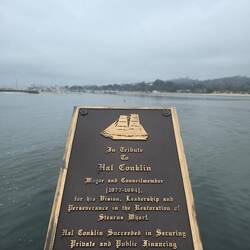 In Tribute
To
Hal Conklin
Mayor and Councilmember
[1977-1994],
for his Vision, Leadership and
Perseverance in the Restoration of
Stearns Wharf.
Hal Conklin Succeeded in Securing
Private and Public Financing